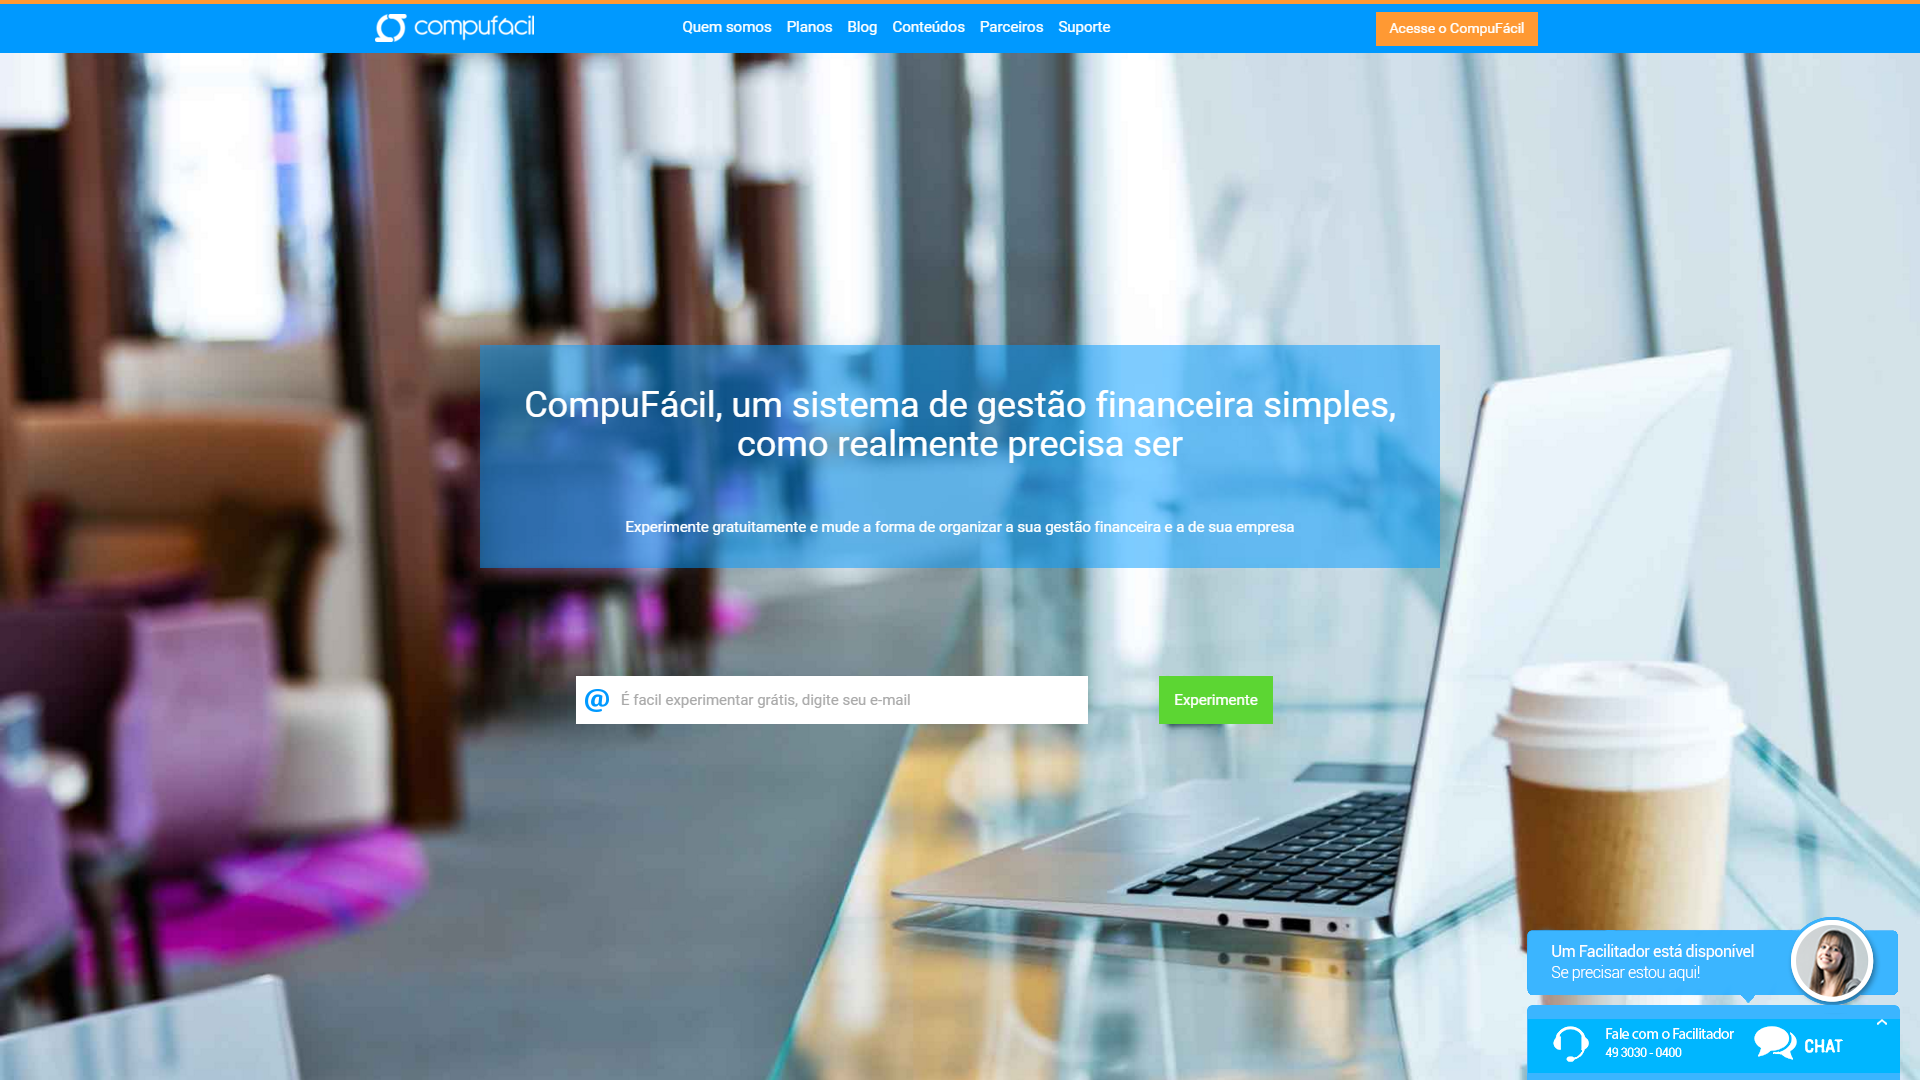 compufácil
Quem somos Planos Blog Conteúdos Parceiros Suporte
Acesse o CompuFácil
CompuFácil, um sistema de gestão financeira simples,
como realmente precisa ser
Experimente gratuitamente e mude a forma de organizar a sua gestão financeira e a de sua empresa
@ É facil experimentar grátis, digite seu e-mail
Experimente
Um Facilitador está disponível
Se precisar estou aqui!
Fale com o Facilitador
49 3030 - 0400
CHAT